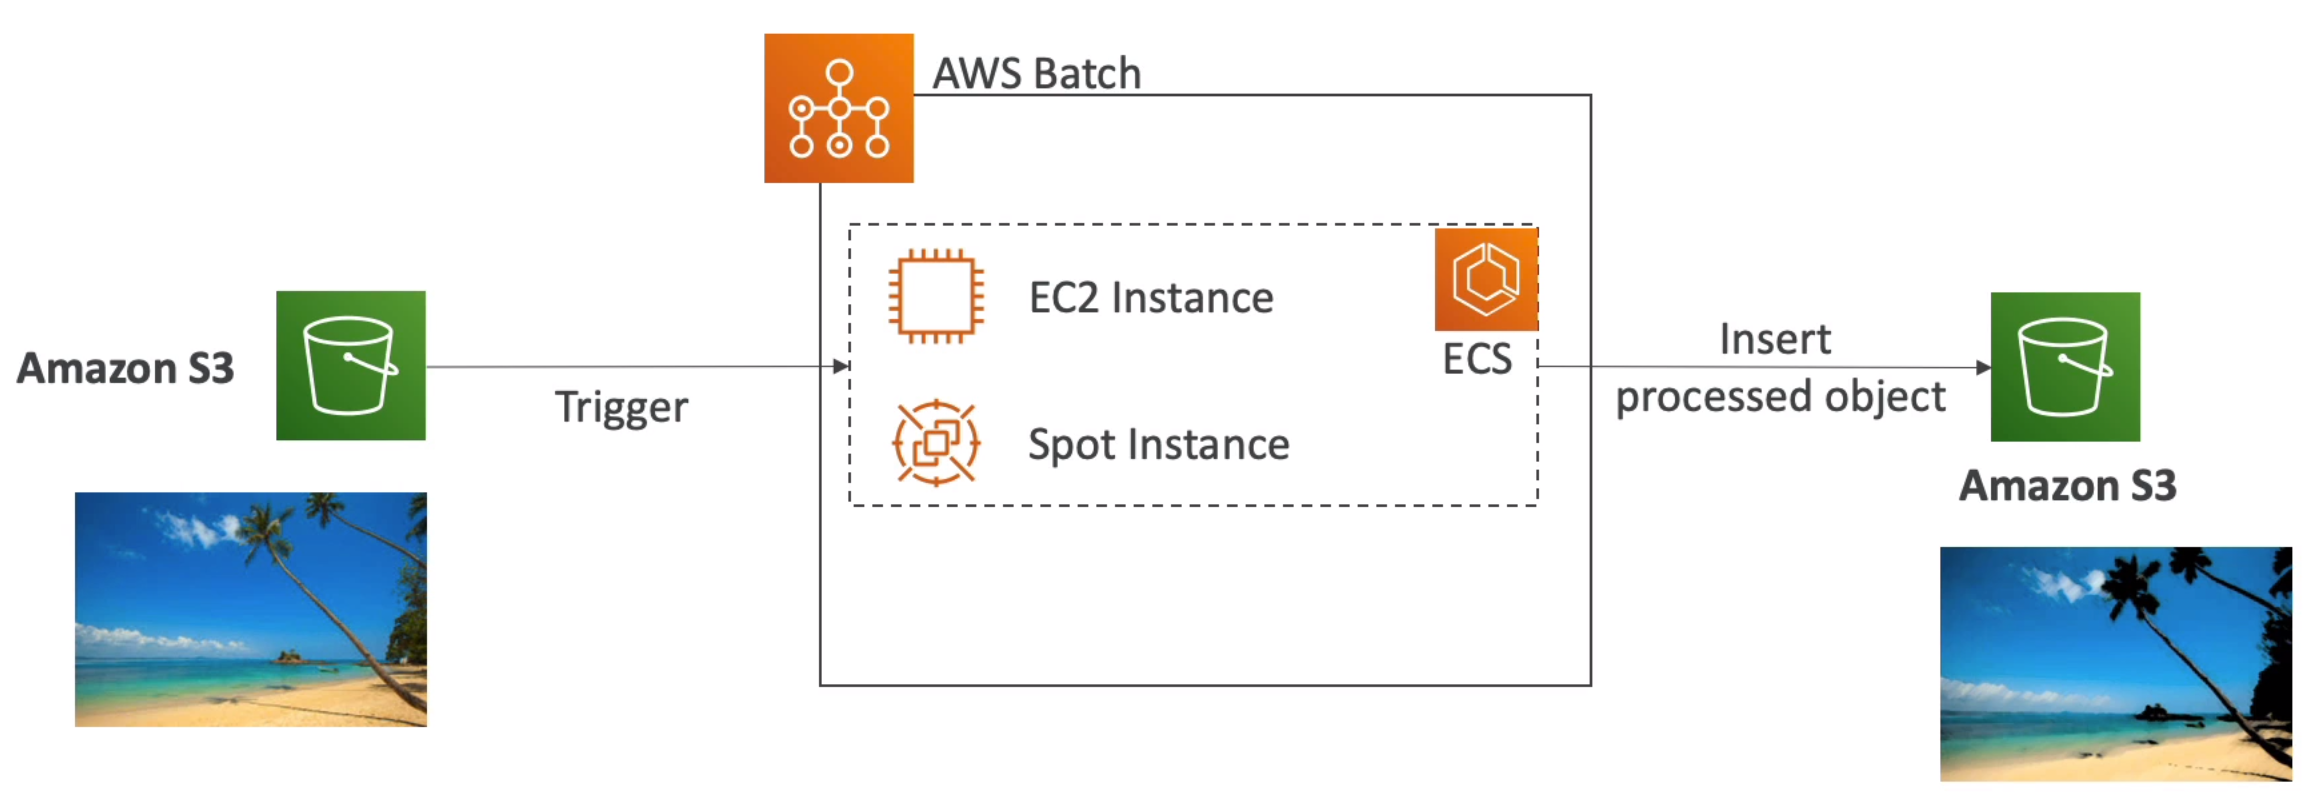 AWS Batch
Amazon S3
Trigger
EC2 Instance
ECS
Spot Instance
Insert
processed object
Amazon S3